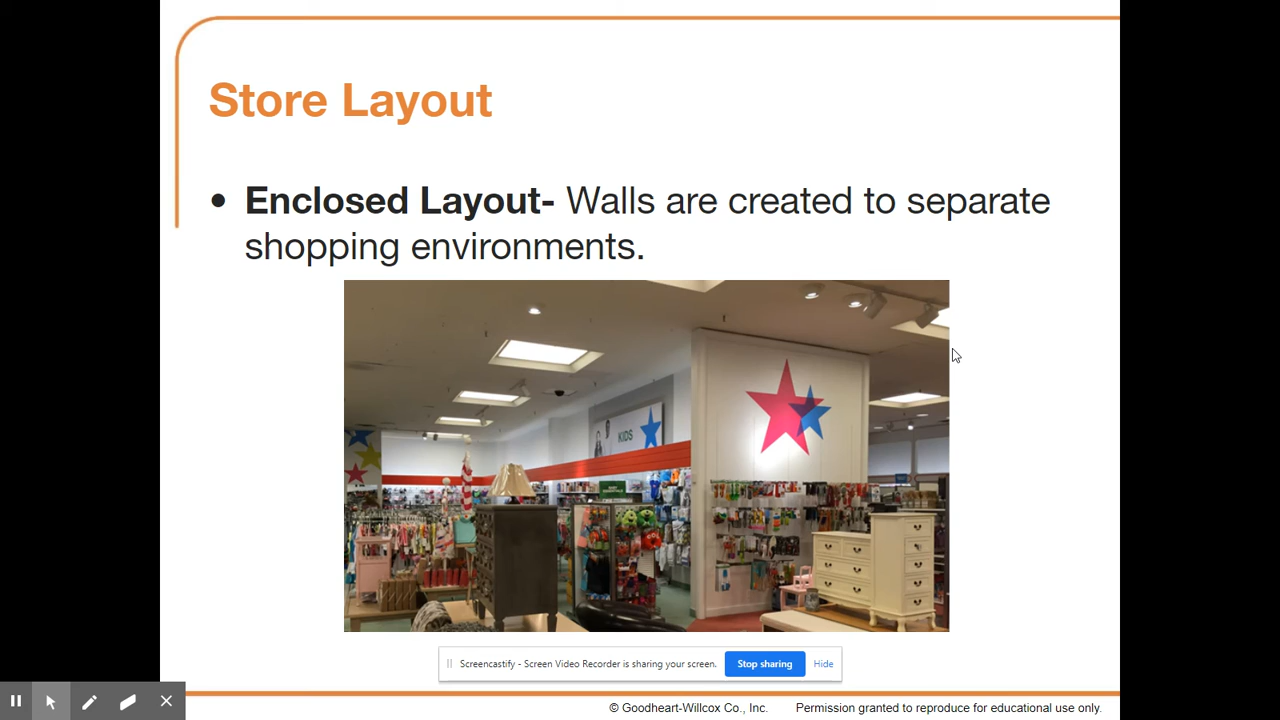 Store Layout
• Enclosed Layout- Walls are created to separate
shopping environments.
KIDS
Screencastify - Screen Video Recorder is sharing your screen. Stop sharing Hide
© Goodheart-Willcox Co., Inc. Permission granted to reproduce for educational use only.